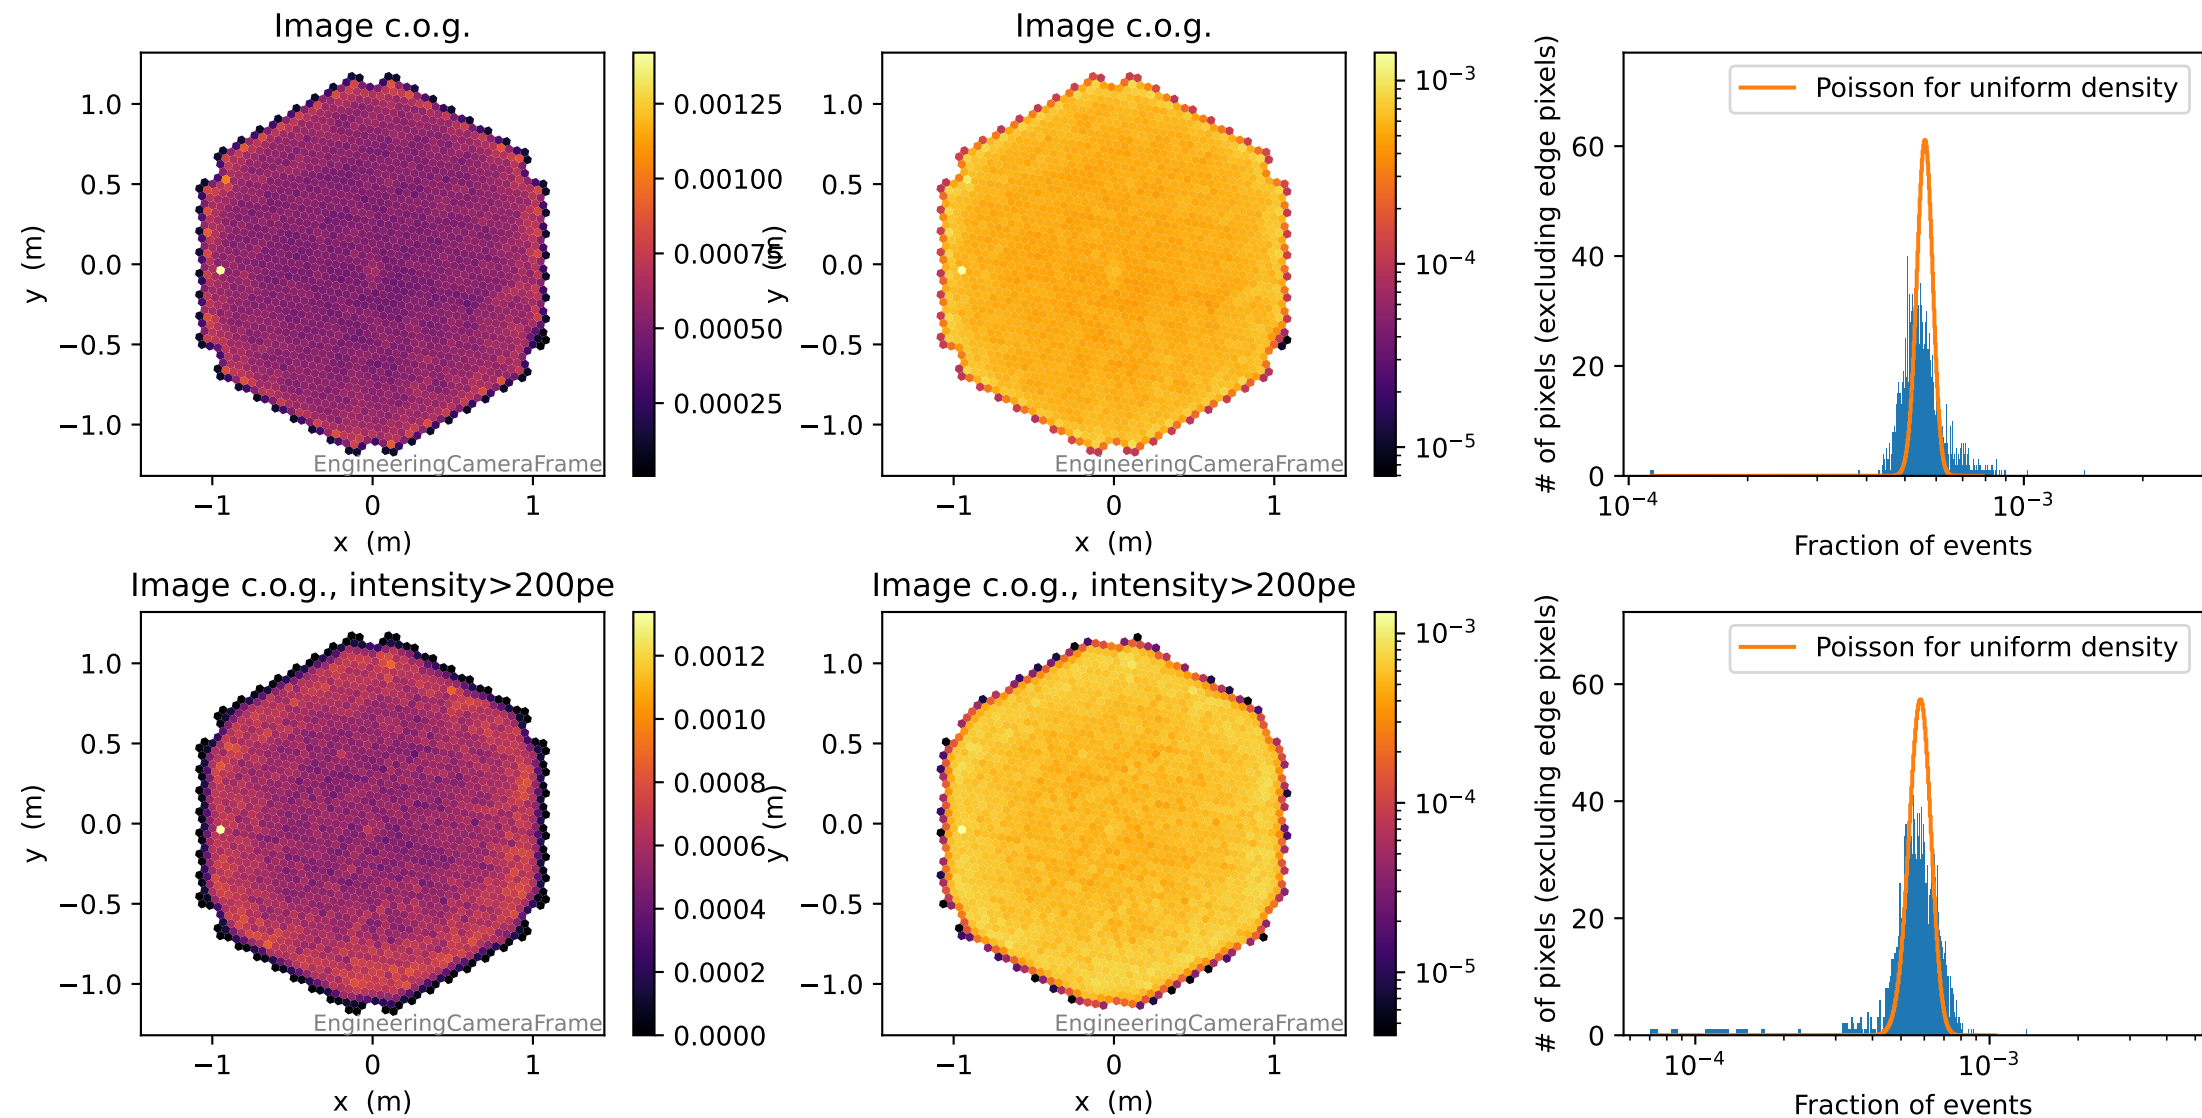 Image c.o.g.
1.0
0.5
0.0
−0.5
−1.0
y (m)
−1
0
1
x (m)
EngineeringCameraFrame
0.00125
0.00100
0.00075
0.00050
0.00025
Image c.o.g.
1.0
0.5
0.0
−0.5
−1.0
y (m)
−1
0
1
x (m)
EngineeringCameraFrame
10⁻³
10⁻⁴
10⁻⁵
Poisson for uniform density
60
40
20
0
# of pixels (excluding edge pixels)
10⁻⁴
10⁻³
Fraction of events
Image c.o.g., intensity>200pe
1.0
0.5
0.0
−0.5
−1.0
y (m)
−1
0
1
x (m)
EngineeringCameraFrame
0.0012
0.0010
0.0008
0.0006
0.0004
0.0002
0.0000
Image c.o.g., intensity>200pe
1.0
0.5
0.0
−0.5
−1.0
y (m)
−1
0
1
x (m)
EngineeringCameraFrame
10⁻³
10⁻⁴
10⁻⁵
Poisson for uniform density
60
40
20
0
# of pixels (excluding edge pixels)
10⁻⁴
10⁻³
Fraction of events